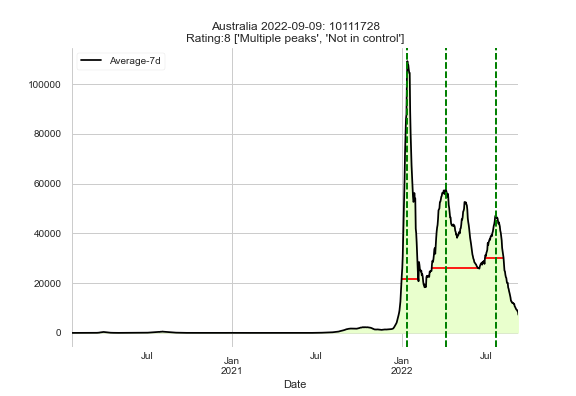 Australia 2022-09-09: 10111728
Rating:8 ['Multiple peaks', 'Not in control']
Average-7d
100000
80000
60000
40000
20000
0
Jul
Jan
2021
Jul
Jan
2022
Jul
Date